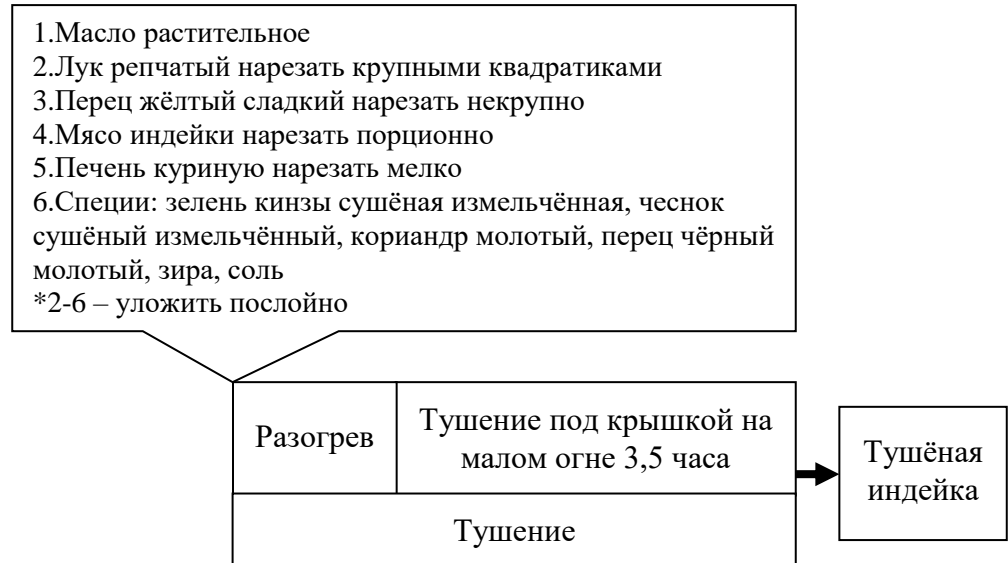 1.Масло растительное
2.Лук репчатый нарезать крупными квадратиками
3.Перец жёлтый сладкий нарезать некрупно
4.Мясо индейки нарезать порционно
5.Печень куриную нарезать мелко
6.Специи: зелень кинзы сушёная измельчённая, чеснок
сушёный измельчённый, кориандр молотый, перец чёрный
молотый, зира, соль
*2-6 – уложить послойно
Разогрев
Тушение под крышкой на
малом огне 3,5 часа
Тушение
Тушёная
индейка